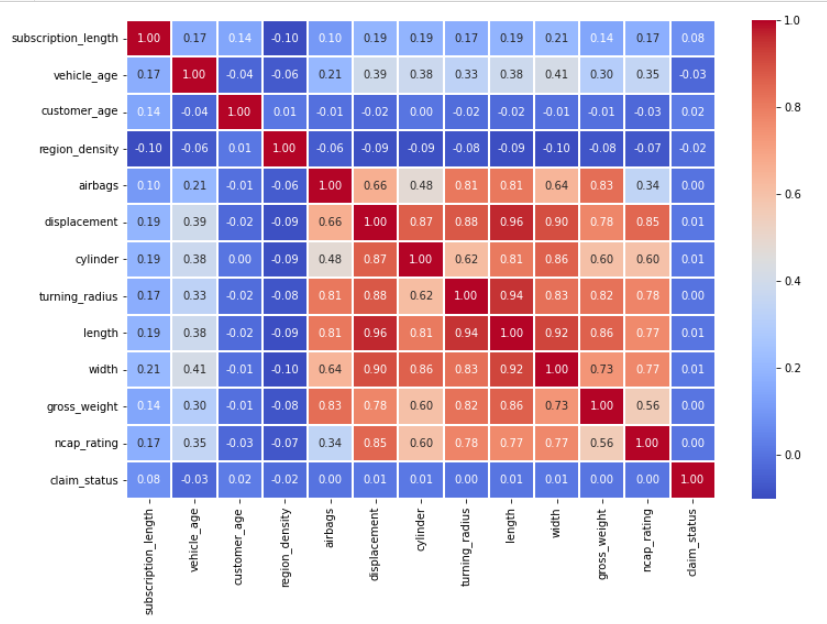 subscription_length 1.00 0.17 0.14 -0.10 0.10 0.19 0.19 0.17 0.19 0.21 0.14 0.17 0.08
vehicle_age 0.17 1.00 -0.04 -0.06 0.21 0.39 0.38 0.33 0.38 0.41 0.30 0.35 -0.03
customer_age 0.14 -0.04 1.00 0.01 -0.01 -0.02 0.00 -0.02 -0.02 -0.01 -0.01 -0.03 0.02
region_density -0.10 -0.06 0.01 1.00 -0.06 -0.09 -0.09 -0.08 -0.09 -0.10 -0.08 -0.07 -0.02
airbags 0.10 0.21 -0.01 -0.06 1.00 0.66 0.48 0.81 0.81 0.64 0.83 0.34 0.00
displacement 0.19 0.39 -0.02 -0.09 0.66 1.00 0.87 0.88 0.96 0.90 0.78 0.85 0.01
cylinder 0.19 0.38 0.00 -0.09 0.48 0.87 1.00 0.62 0.81 0.86 0.60 0.60 0.01
turning_radius 0.17 0.33 -0.02 -0.08 0.81 0.88 0.62 1.00 0.94 0.83 0.82 0.78 0.00
length 0.19 0.38 -0.02 -0.09 0.81 0.96 0.81 0.94 1.00 0.92 0.86 0.77 0.01
width 0.21 0.41 -0.01 -0.10 0.64 0.90 0.86 0.83 0.92 1.00 0.73 0.77 0.01
gross_weight 0.14 0.30 -0.01 -0.08 0.83 0.78 0.60 0.82 0.86 0.73 1.00 0.56 0.00
ncap_rating 0.17 0.35 -0.03 -0.07 0.34 0.85 0.60 0.78 0.77 0.77 0.56 1.00 0.00
claim_status 0.08 -0.03 0.02 -0.02 0.00 0.01 0.01 0.00 0.01 0.01 0.00 0.00 1.00
subscription_length
vehicle_age
customer_age
region_density
airbags
displacement
cylinder
turning_radius
length
width
gross_weight
ncap_rating
claim_status
1.0
0.8
0.6
0.4
0.2
0.0